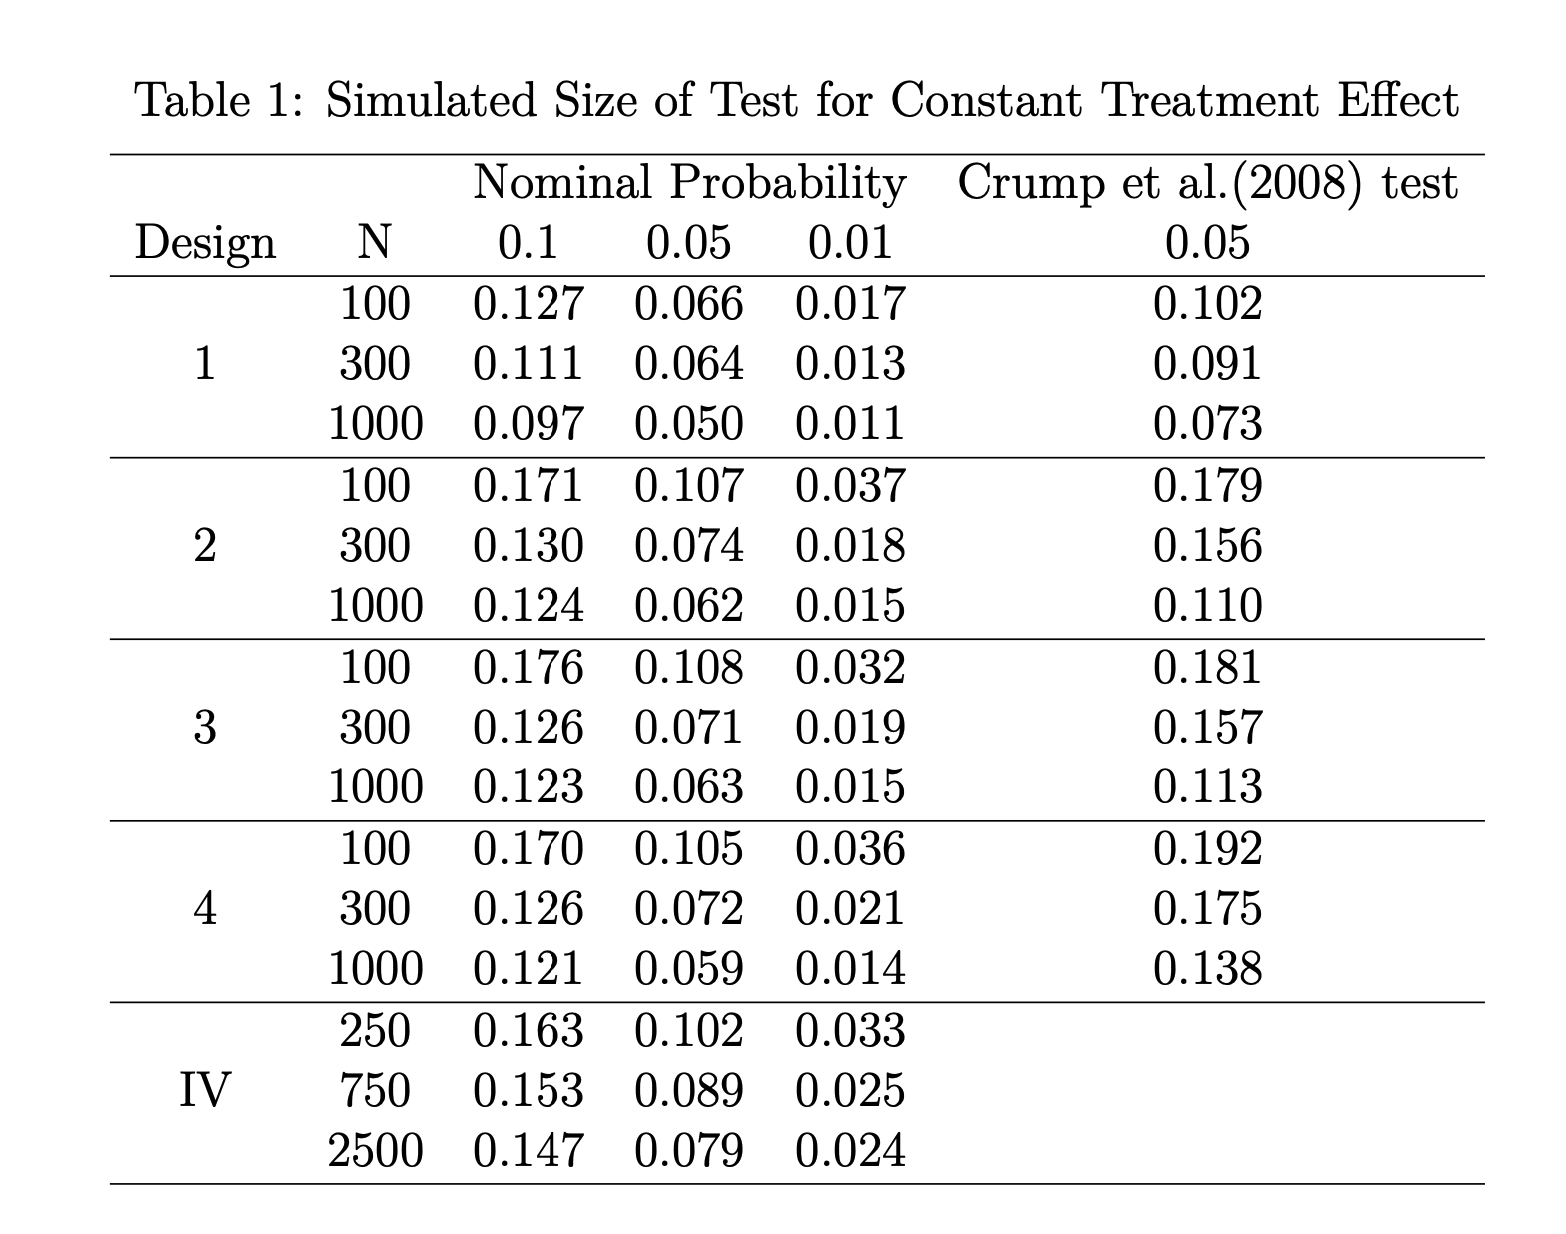 Table 1: Simulated Size of Test for Constant Treatment Effect
Nominal Probability Crump et al.(2008) test
Design N 0.1 0.05 0.01 0.05
100 0.127 0.066 0.017 0.102
1 300 0.111 0.064 0.013 0.091
1000 0.097 0.050 0.011 0.073
100 0.171 0.107 0.037 0.179
2 300 0.130 0.074 0.018 0.156
1000 0.124 0.062 0.015 0.110
100 0.176 0.108 0.032 0.181
3 300 0.126 0.071 0.019 0.157
1000 0.123 0.063 0.015 0.113
100 0.170 0.105 0.036 0.192
4 300 0.126 0.072 0.021 0.175
1000 0.121 0.059 0.014 0.138
250 0.163 0.102 0.033
IV 750 0.153 0.089 0.025
2500 0.147 0.079 0.024